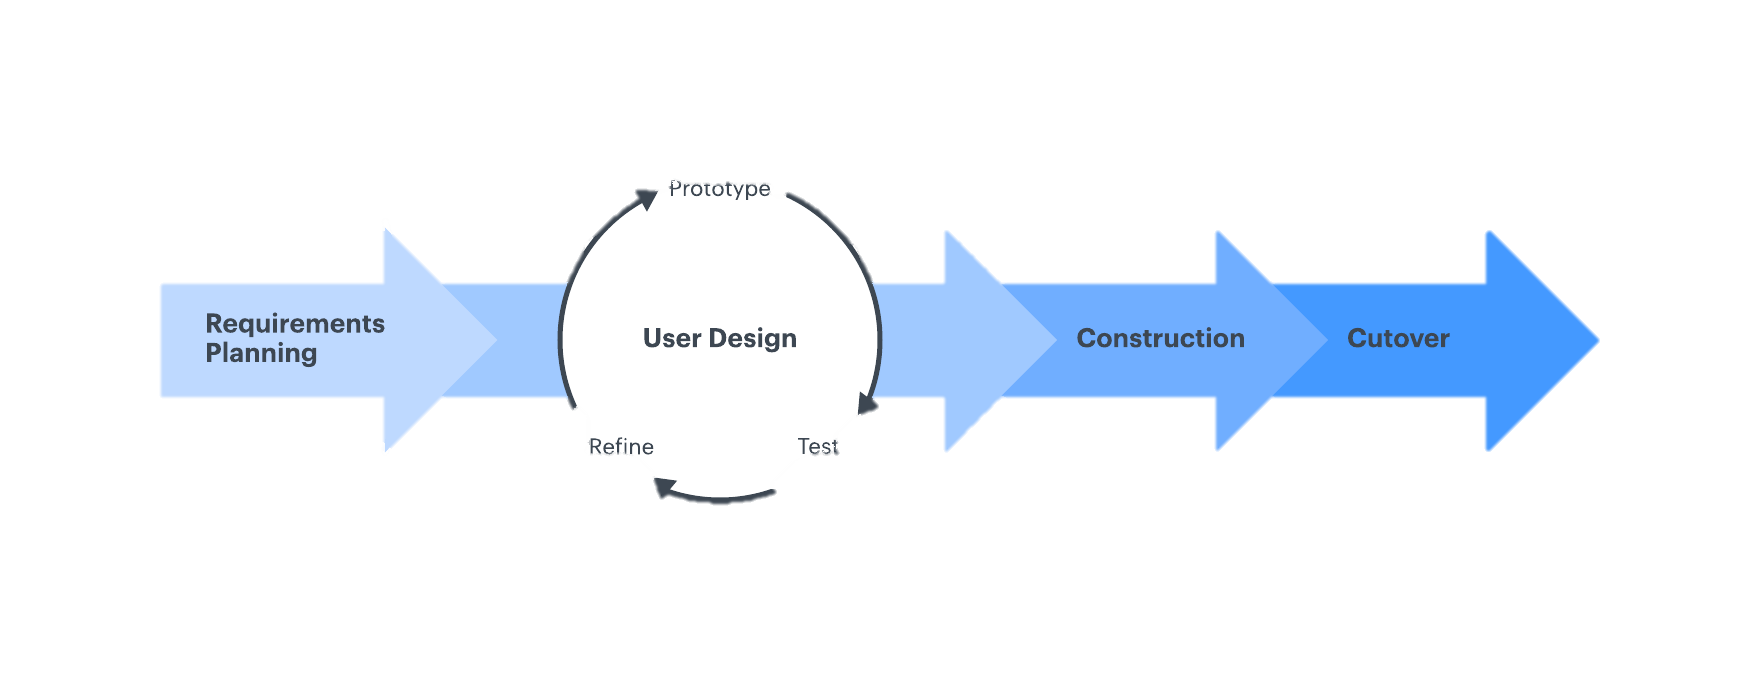 Requirements
Planning
Prototype
User Design
Refine
Test
Construction
Cutover